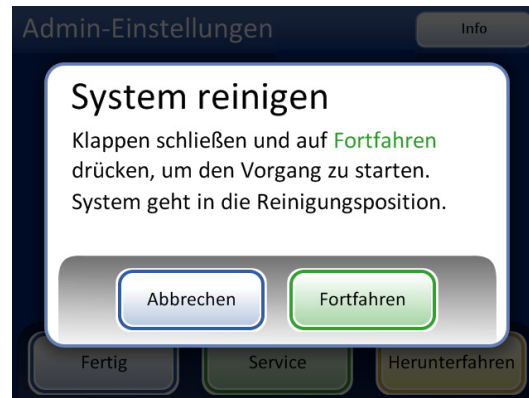 Admin-Einstellungen
Info
System reinigen
Klappen schließen und auf Fortfahren
drücken, um den Vorgang zu starten.
System geht in die Reinigungsposition.
Abbrechen
Fortfahren
Fertig
Service
Herunterfahren